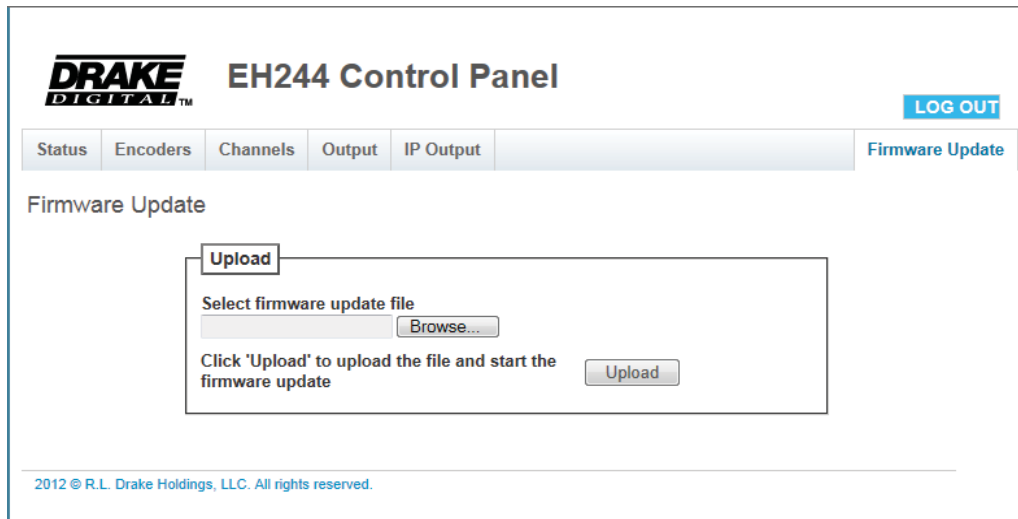 DRAKE
DIGITAL TM
EH244 Control Panel
LOG OUT
Status Encoders Channels Output IP Output Firmware Update
Firmware Update
Upload
Select firmware update file
Browse...
Click 'Upload' to upload the file and start the
firmware update
Upload
2012 © R.L. Drake Holdings, LLC. All rights reserved.